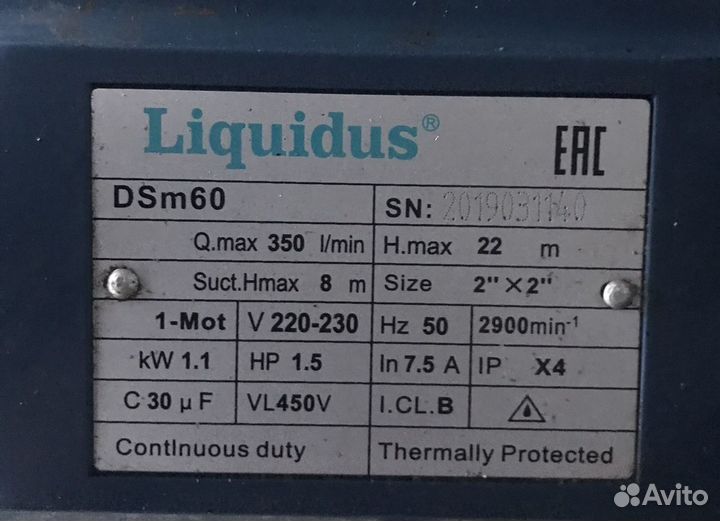 Liquidus®
EAC
DSm60 SN: 2019031140
Q.max 350 l/min H.max 22 m
Suct.Hmax 8 m Size 2"×2"
1-Mot V 220-230 Hz 50 2900min-1
kW 1.1 HP 1.5 In 7.5 A IP X4
C 30 µF VL450V I.CL.B
Continuous duty Thermally Protected
Avito